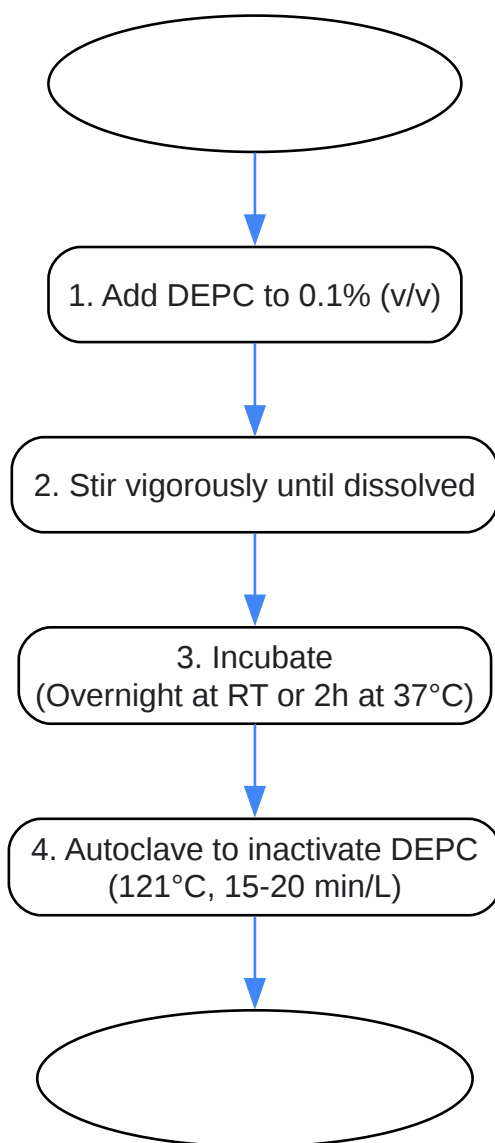 1. Add DEPC to 0.1% (v/v)
2. Stir vigorously until dissolved
3. Incubate
(Overnight at RT or 2h at 37°C)
4. Autoclave to inactivate DEPC
(121°C, 15-20 min/L)